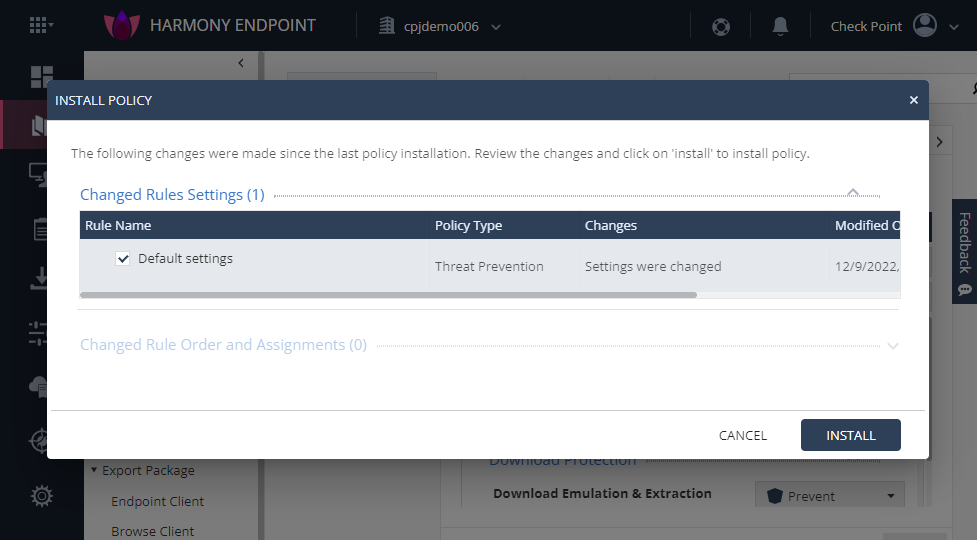 HARMONY ENDPOINT
cpjdemo006
Check Point
INSTALL POLICY
The following changes were made since the last policy installation. Review the changes and click on 'install' to install policy.
Changed Rules Settings (1)
Rule Name Policy Type Changes Modified O
Default settings Threat Prevention Settings were changed 12/9/2022,
Changed Rule Order and Assignments (0)
CANCEL INSTALL
Feedback
Download Protection
Export Package
Download Emulation & Extraction Prevent
Endpoint Client
Browse Client